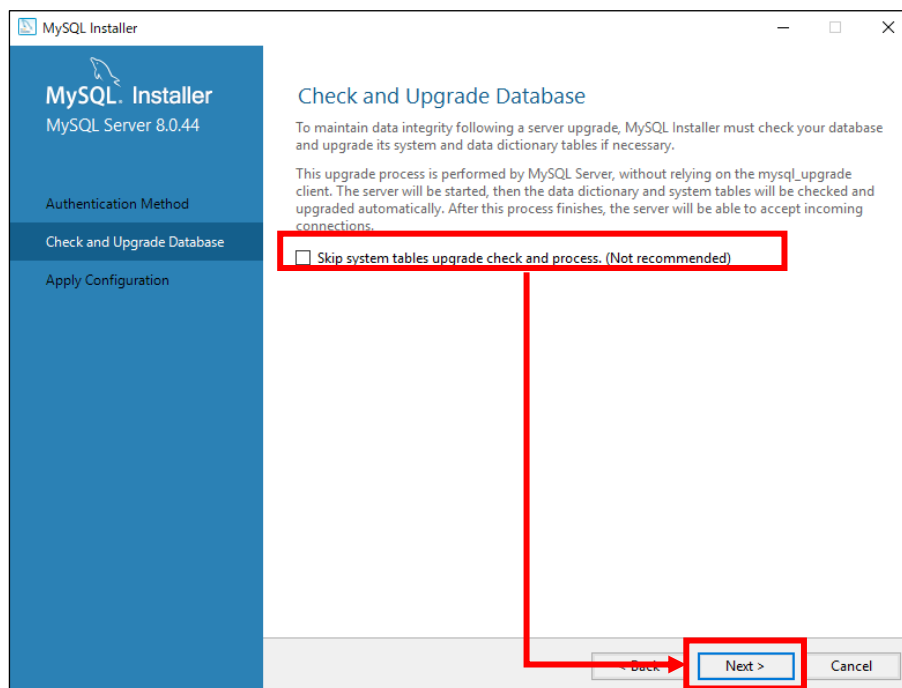 MySQL Installer
MySQL. Installer
MySQL Server 8.0.44
Authentication Method
Check and Upgrade Database
Apply Configuration
Check and Upgrade Database
To maintain data integrity following a server upgrade, MySQL Installer must check your database
and upgrade its system and data dictionary tables if necessary.
This upgrade process is performed by MySQL Server, without relying on the mysql_upgrade
client. The server will be started, then the data dictionary and system tables will be checked and
upgraded automatically. After this process finishes, the server will be able to accept incoming
connections.
Skip system tables upgrade check and process. (Not recommended)
< Back
Next >
Cancel